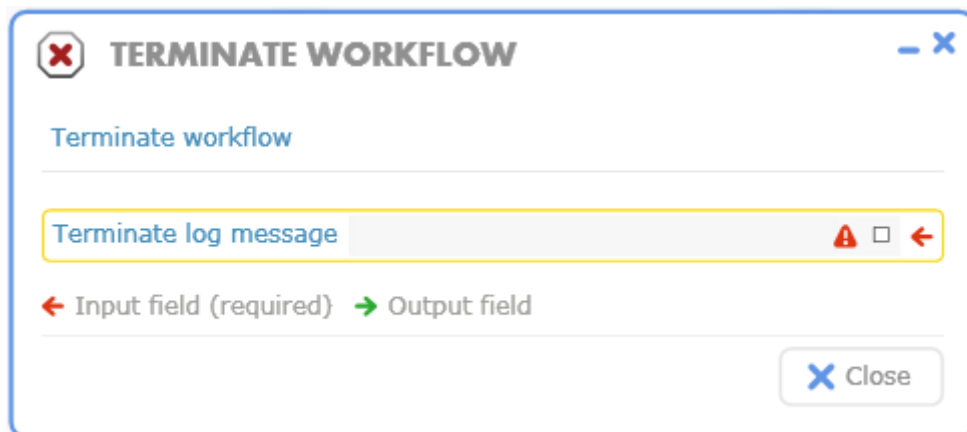 TERMINATE WORKFLOW
Terminate workflow
Terminate log message
Input field (required) Output field
Close